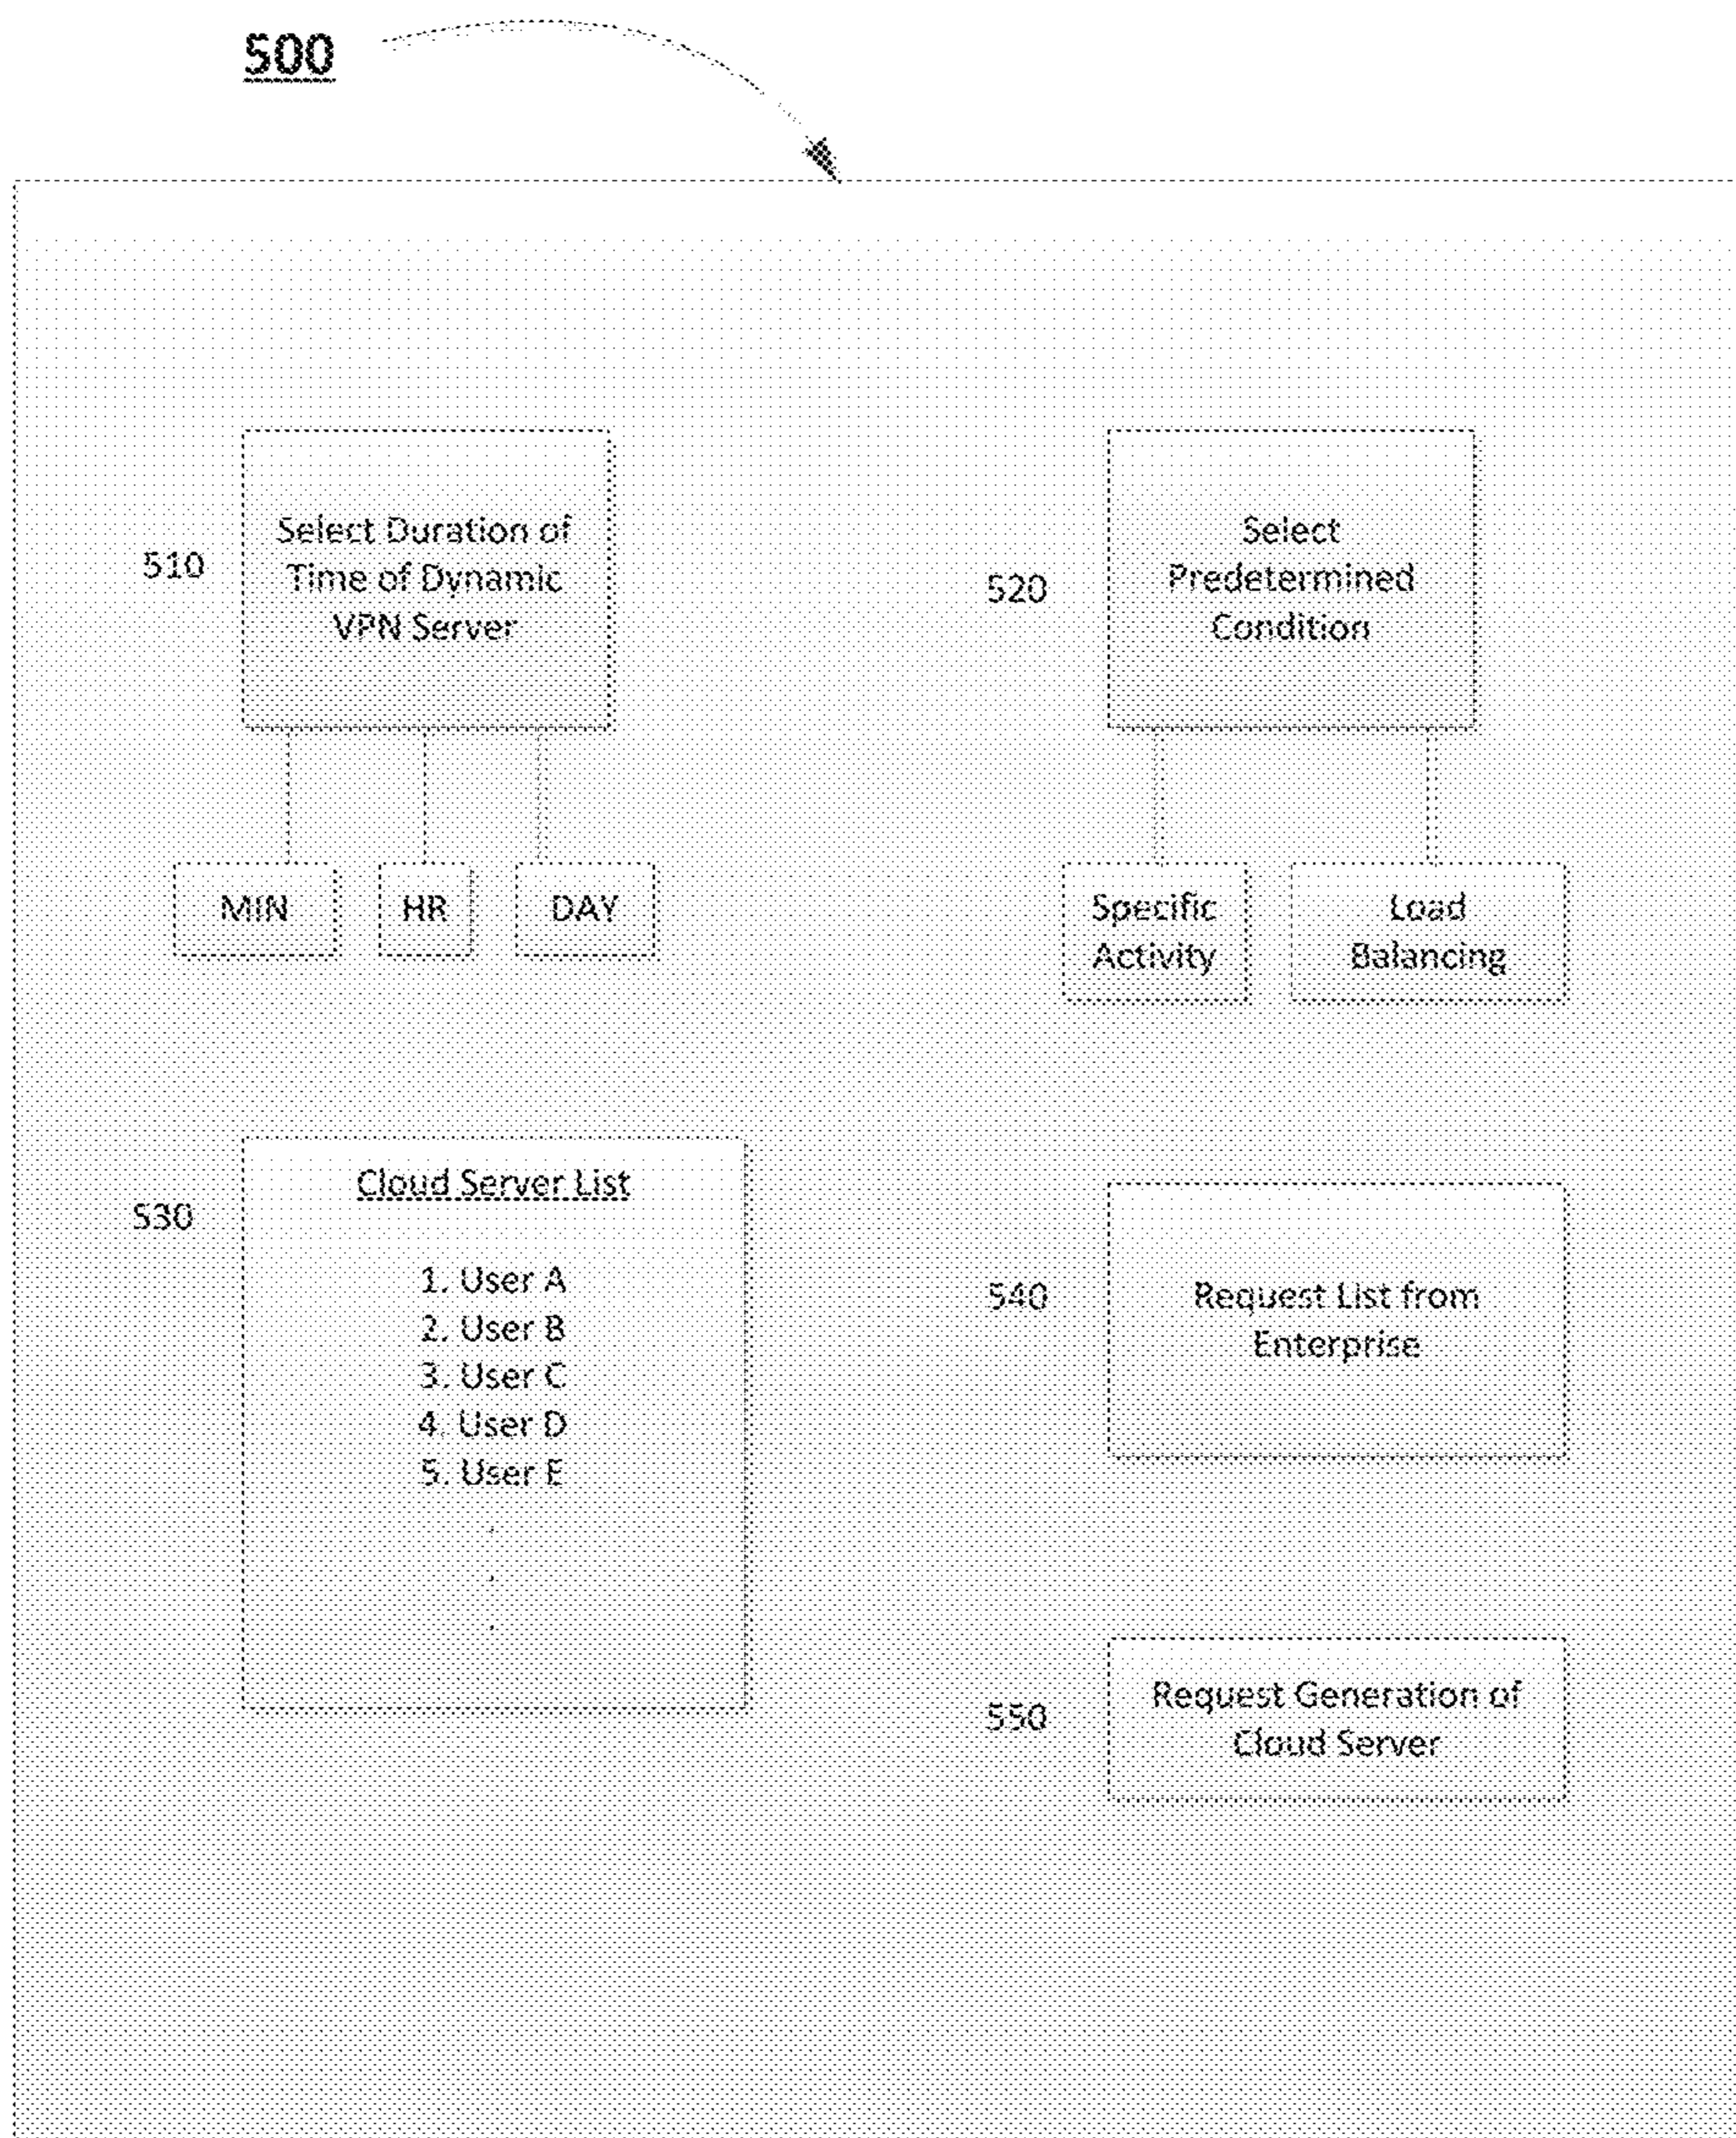 500
510
Select Duration of
Time of Dynamic
VPN Server
520
Select
Predetermined
Condition
MIN
HR
DAY
Specific
Activity
Load
Balancing
530
Cloud Server List
1. User A
2. User B
3. User C
4. User D
5. User E
.
.
.
540
Request List from
Enterprise
550
Request Generation of
Cloud Server